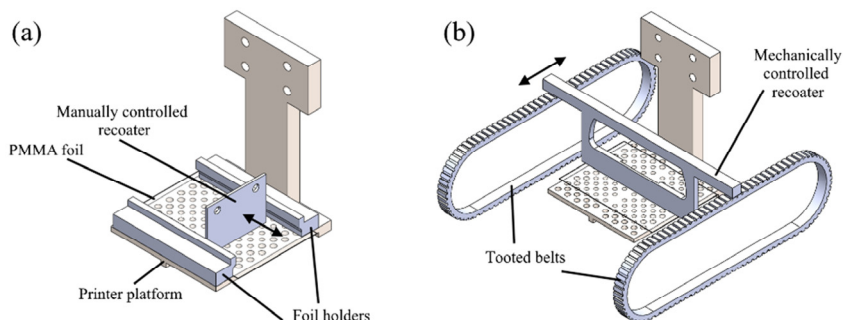 (a)
Manually controlled
recoater
PMMA foil
Printer platform
Foil holders
(b)
Mechanically
controlled
recoater
Tooted belts